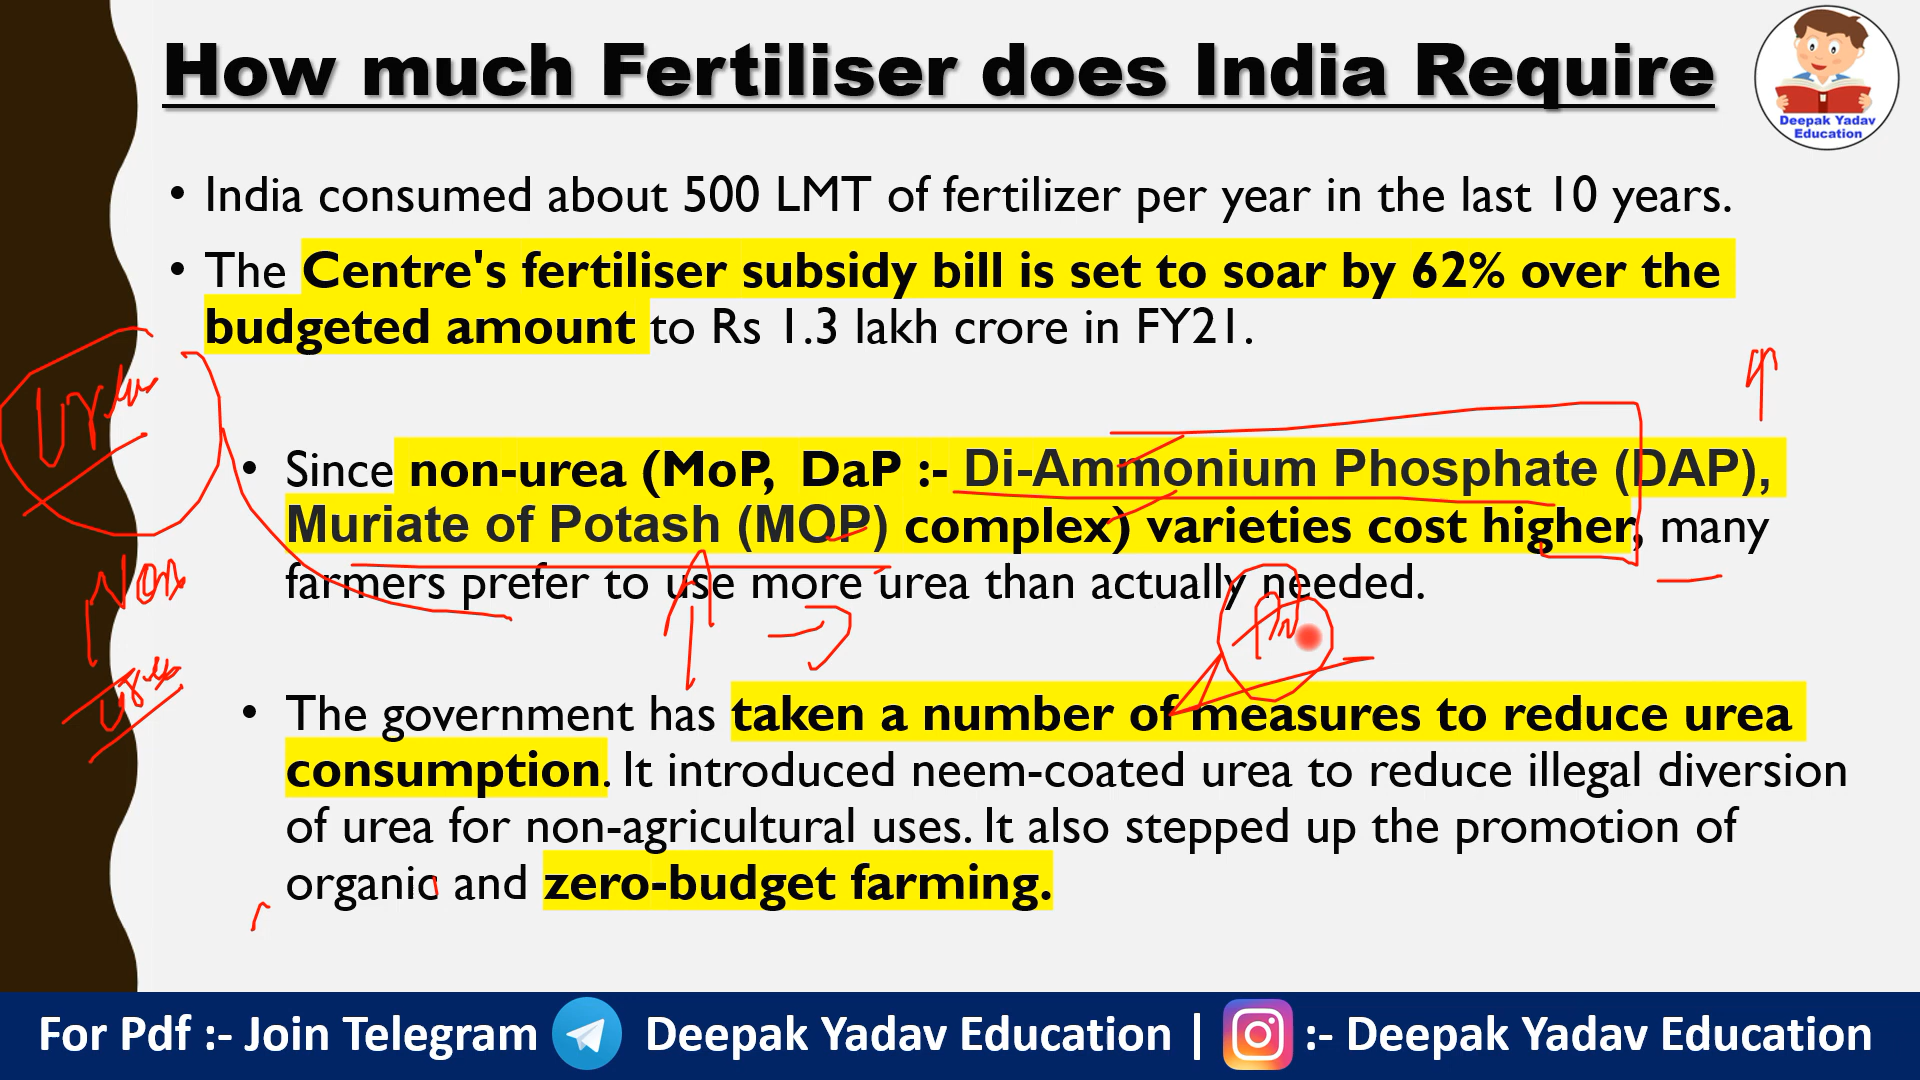 How much Fertiliser does India Require
Deepak Yadav
Education
• India consumed about 500 LMT of fertilizer per year in the last 10 years.
• The Centre's fertiliser subsidy bill is set to soar by 62% over the
budgeted amount to Rs 1.3 lakh crore in FY21.
• Since non-urea (MoP, DaP :- Di-Ammonium Phosphate (DAP),
Muriate of Potash (MOP) complex) varieties cost higher, many
farmers prefer to use more urea than actually needed.
• The government has taken a number of measures to reduce urea
consumption. It introduced neem-coated urea to reduce illegal diversion
of urea for non-agricultural uses. It also stepped up the promotion of
organic and zero-budget farming.
Urea
Non
urea
For Pdf :- Join Telegram Deepak Yadav Education | :- Deepak Yadav Education